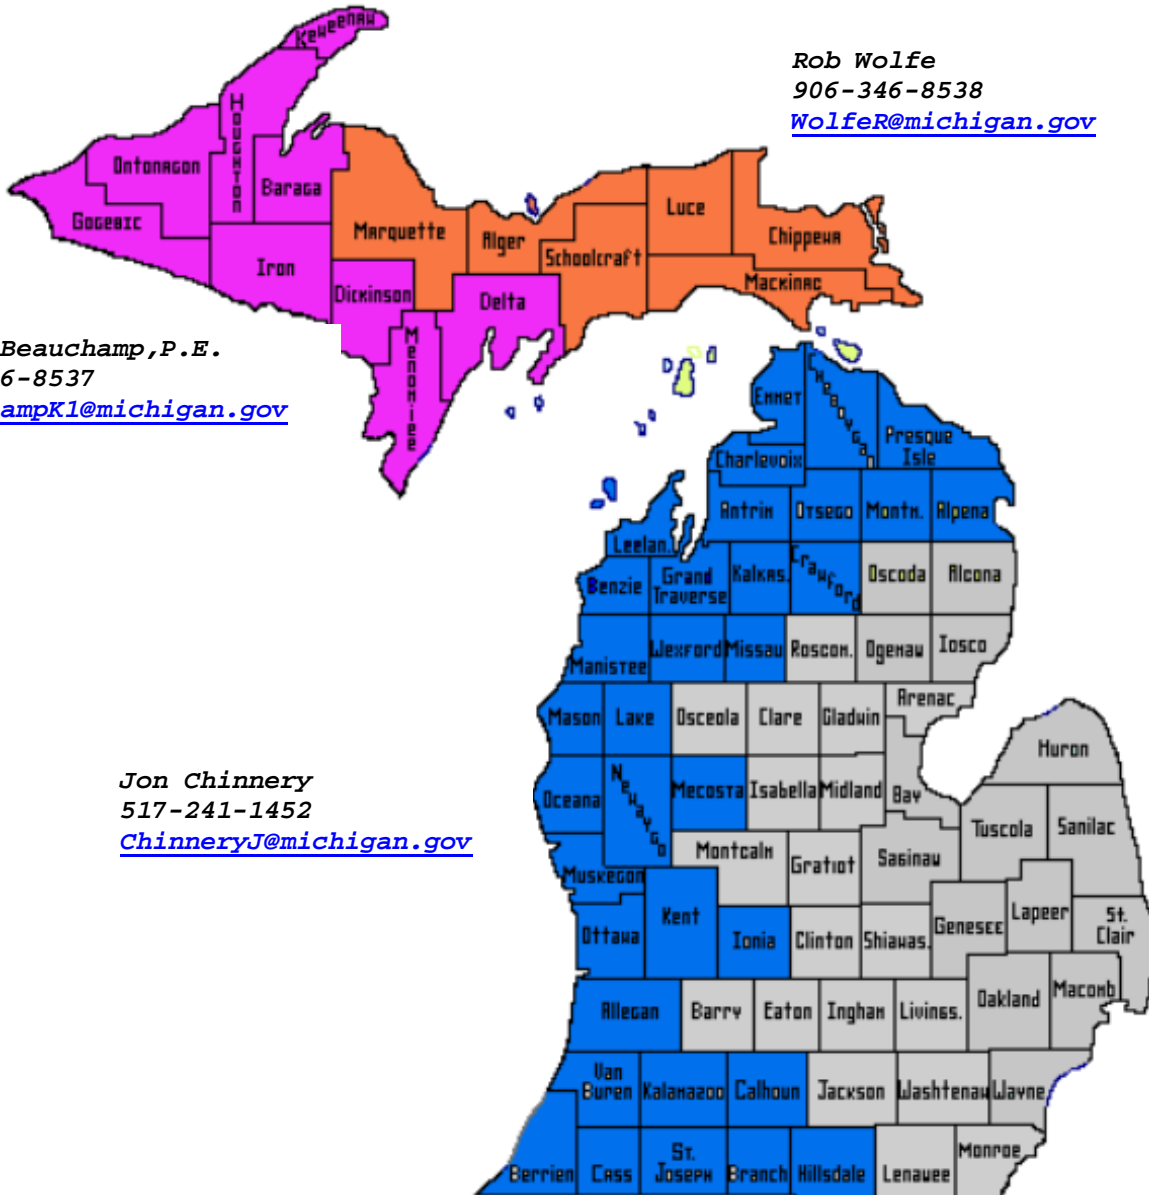 Keweenaw
Rob Wolfe
906-346-8538
WolfeR@michigan.gov
Houghton
Ontonagon
Baraga
Gogebic
Marquette
Alger
Luce
Chippewa
Schoolcraft
Iron
Dickinson
Delta
Mackinac
Menominee
Beauchamp,P.E.
6-8537
ampK1@michigan.gov
Emmet
Cheboygan
Presque
Isle
Charlevoix
Antrim
Otsego
Montm.
Alpena
Leelan.
Benzie
Grand
Traverse
Kalkas.
Crawford
Oscoda
Alcona
Manistee
Wexford
Missau
Roscom.
Ogemaw
Iosco
Mason
Lake
Osceola
Clare
Gladwin
Arenac
Huron
Jon Chinnery
517-241-1452
ChinneryJ@michigan.gov
Oceana
Newaygo
Mecosta
Isabella
Midland
Bay
Tuscola
Sanilac
Muskegon
Montcalm
Gratiot
Saginaw
Ottawa
Kent
Ionia
Clinton
Shiawas.
Genesee
Lapeer
St.
Clair
Allegan
Barry
Eaton
Ingham
Livings.
Oakland
Macomb
Van
Buren
Kalamazoo
Calhoun
Jackson
Washtenaw
Wayne
Berrien
Cass
St.
Joseph
Branch
Hillsdale
Lenawee
Monroe